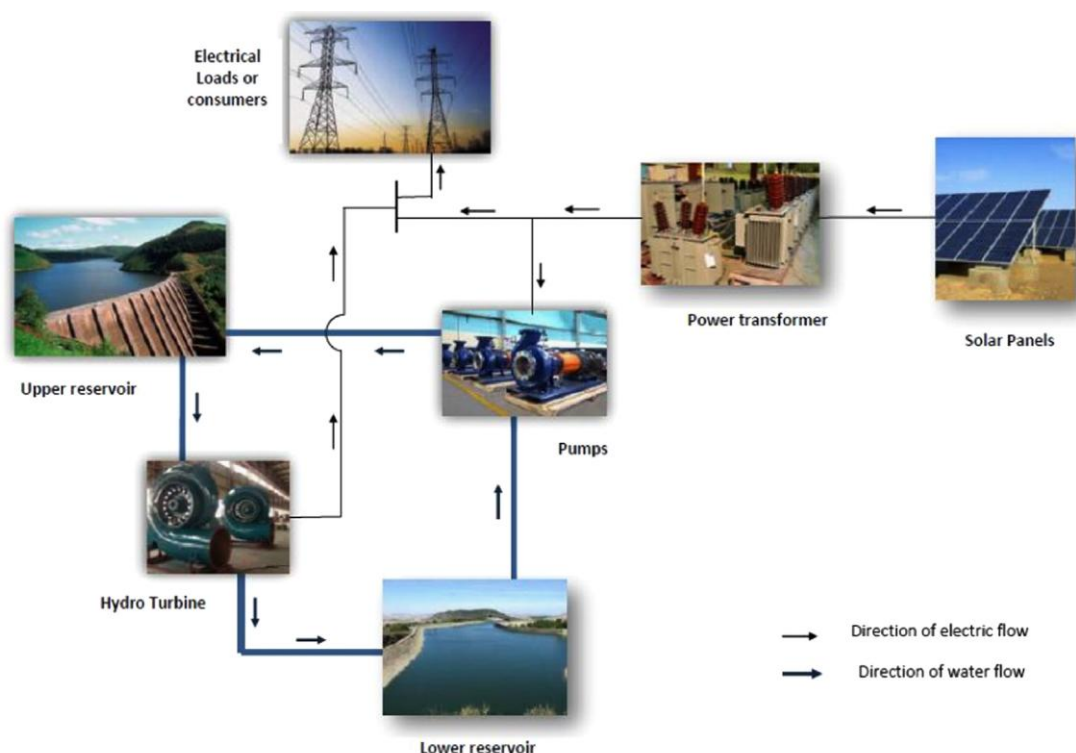 Electrical
Loads or
consumers
Power transformer
Solar Panels
Upper reservoir
Pumps
Hydro Turbine
Direction of electric flow
Direction of water flow
Lower reservoir